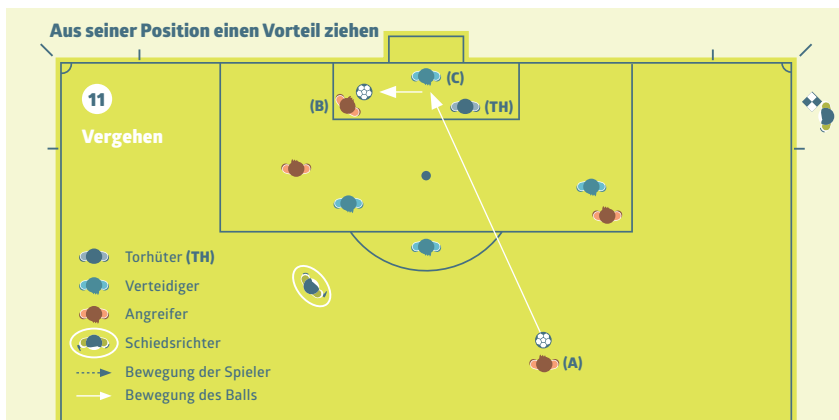 Aus seiner Position einen Vorteil ziehen
11
Vergehen
(C)
(B)
(TH)
Torhüter (TH)
Verteidiger
Angreifer
Schiedsrichter
Bewegung der Spieler
Bewegung des Balls
(A)